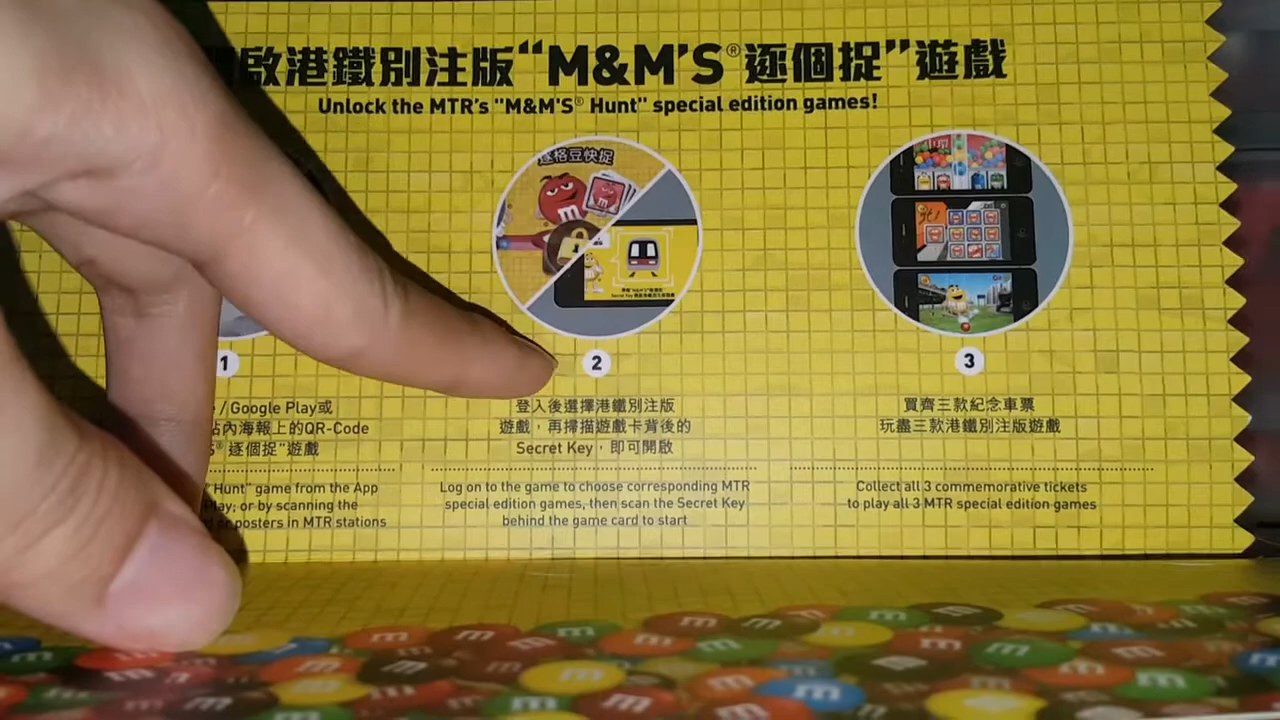 啟港鐵別注版“M&M'S®逐個捉”遊戲
Unlock the MTR's "M&M'S® Hunt" special edition games!
逐格豆快捉
1
/Google Play或
站內海報上的QR-Code
® 逐個捉”遊戲
Hunt" game from the App
Play; or by scanning the
or posters in MTR stations
2
登入後選擇港鐵別注版
遊戲，再掃描遊戲卡背後的
Secret Key，即可開啟
Log on to the game to choose corresponding MTR
special edition games, then scan the Secret Key
behind the game card to start
3
買齊三款紀念車票
玩盡三款港鐵別注版遊戲
Collect all 3 commemorative tickets
to play all 3 MTR special edition games